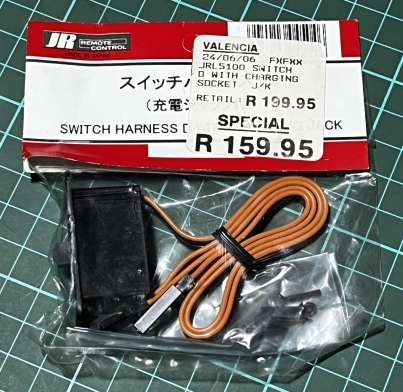 JR REMOTE CONTROL
MADE IN JAPAN
スイッチハ
(充電ジ
SWITCH HARNESS D
CK
VALENCIA
24/06/06 FXFXX
JRL5100 SWITCH
D WITH CHARGING
SOCKET J/K
RETAIL: R 199.95
SPECIAL
R 159.95